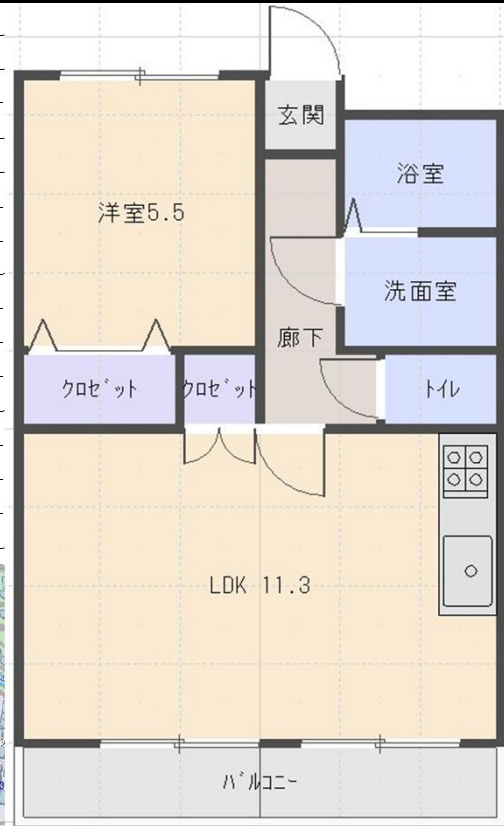 玄関
浴室
洋室5.5
洗面室
廊下
クロゼット
クロゼット
トイレ
LDK 11.3
バルコニー